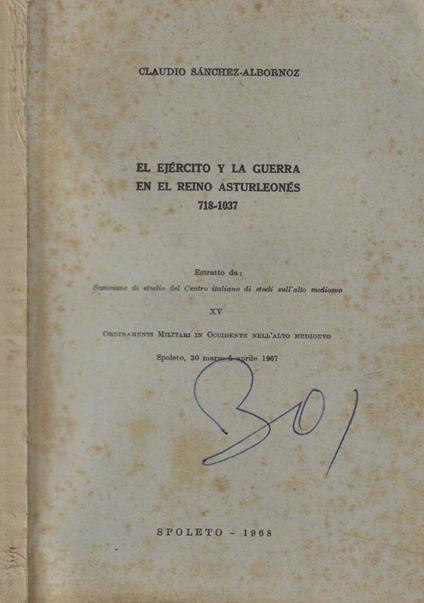 CLAUDIO SÁNCHEZ-ALBORNOZ
EL EJÉRCITO Y LA GUERRA
EN EL REINO ASTURLEONÉS
718-1037
Estratto da:
Settimane di studio del Centro italiano di studi sull'alto medioevo
XV
ORDINAMENTI MILITARI IN OCCIDENTE NELL'ALTO MEDIOEVO
Spoleto, 30 marzo-5 aprile 1967
SPOLETO - 1968